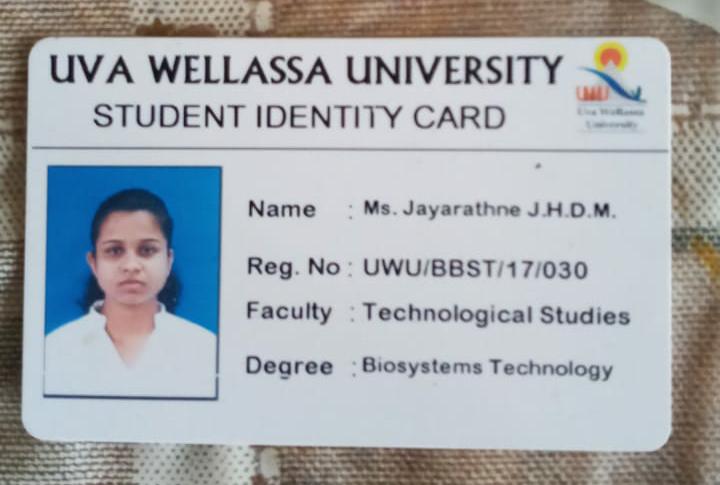 UVA WELLASSA UNIVERSITY
STUDENT IDENTITY CARD
UWU
Uva Wellassa
University
Name : Ms. Jayarathne J.H.D.M.
Reg. No : UWU/BBST/17/030
Faculty : Technological Studies
Degree : Biosystems Technology